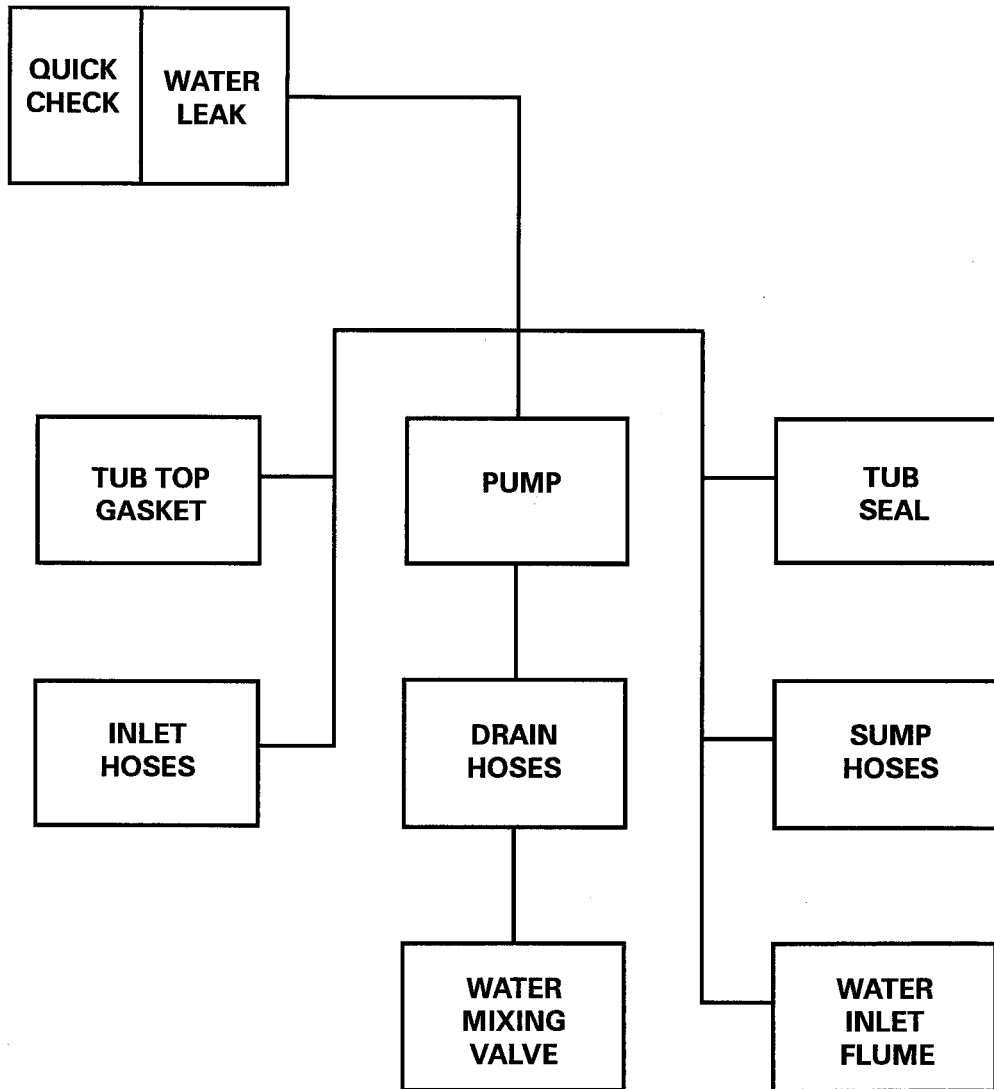 QUICK
CHECK
WATER
LEAK
TUB TOP
GASKET
PUMP
TUB
SEAL
INLET
HOSES
DRAIN
HOSES
SUMP
HOSES
WATER
MIXING
VALVE
WATER
INLET
FLUME